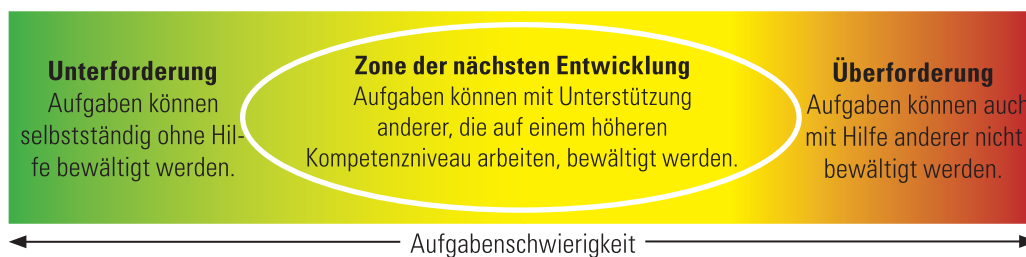 Unterforderung
Aufgaben können
selbstständig ohne Hil-
fe bewältigt werden.
Zone der nächsten Entwicklung
Aufgaben können mit Unterstützung
anderer, die auf einem höheren
Kompetenzniveau arbeiten, bewältigt werden.
Überforderung
Aufgaben können auch
mit Hilfe anderer nicht
bewältigt werden.
Aufgabenschwierigkeit